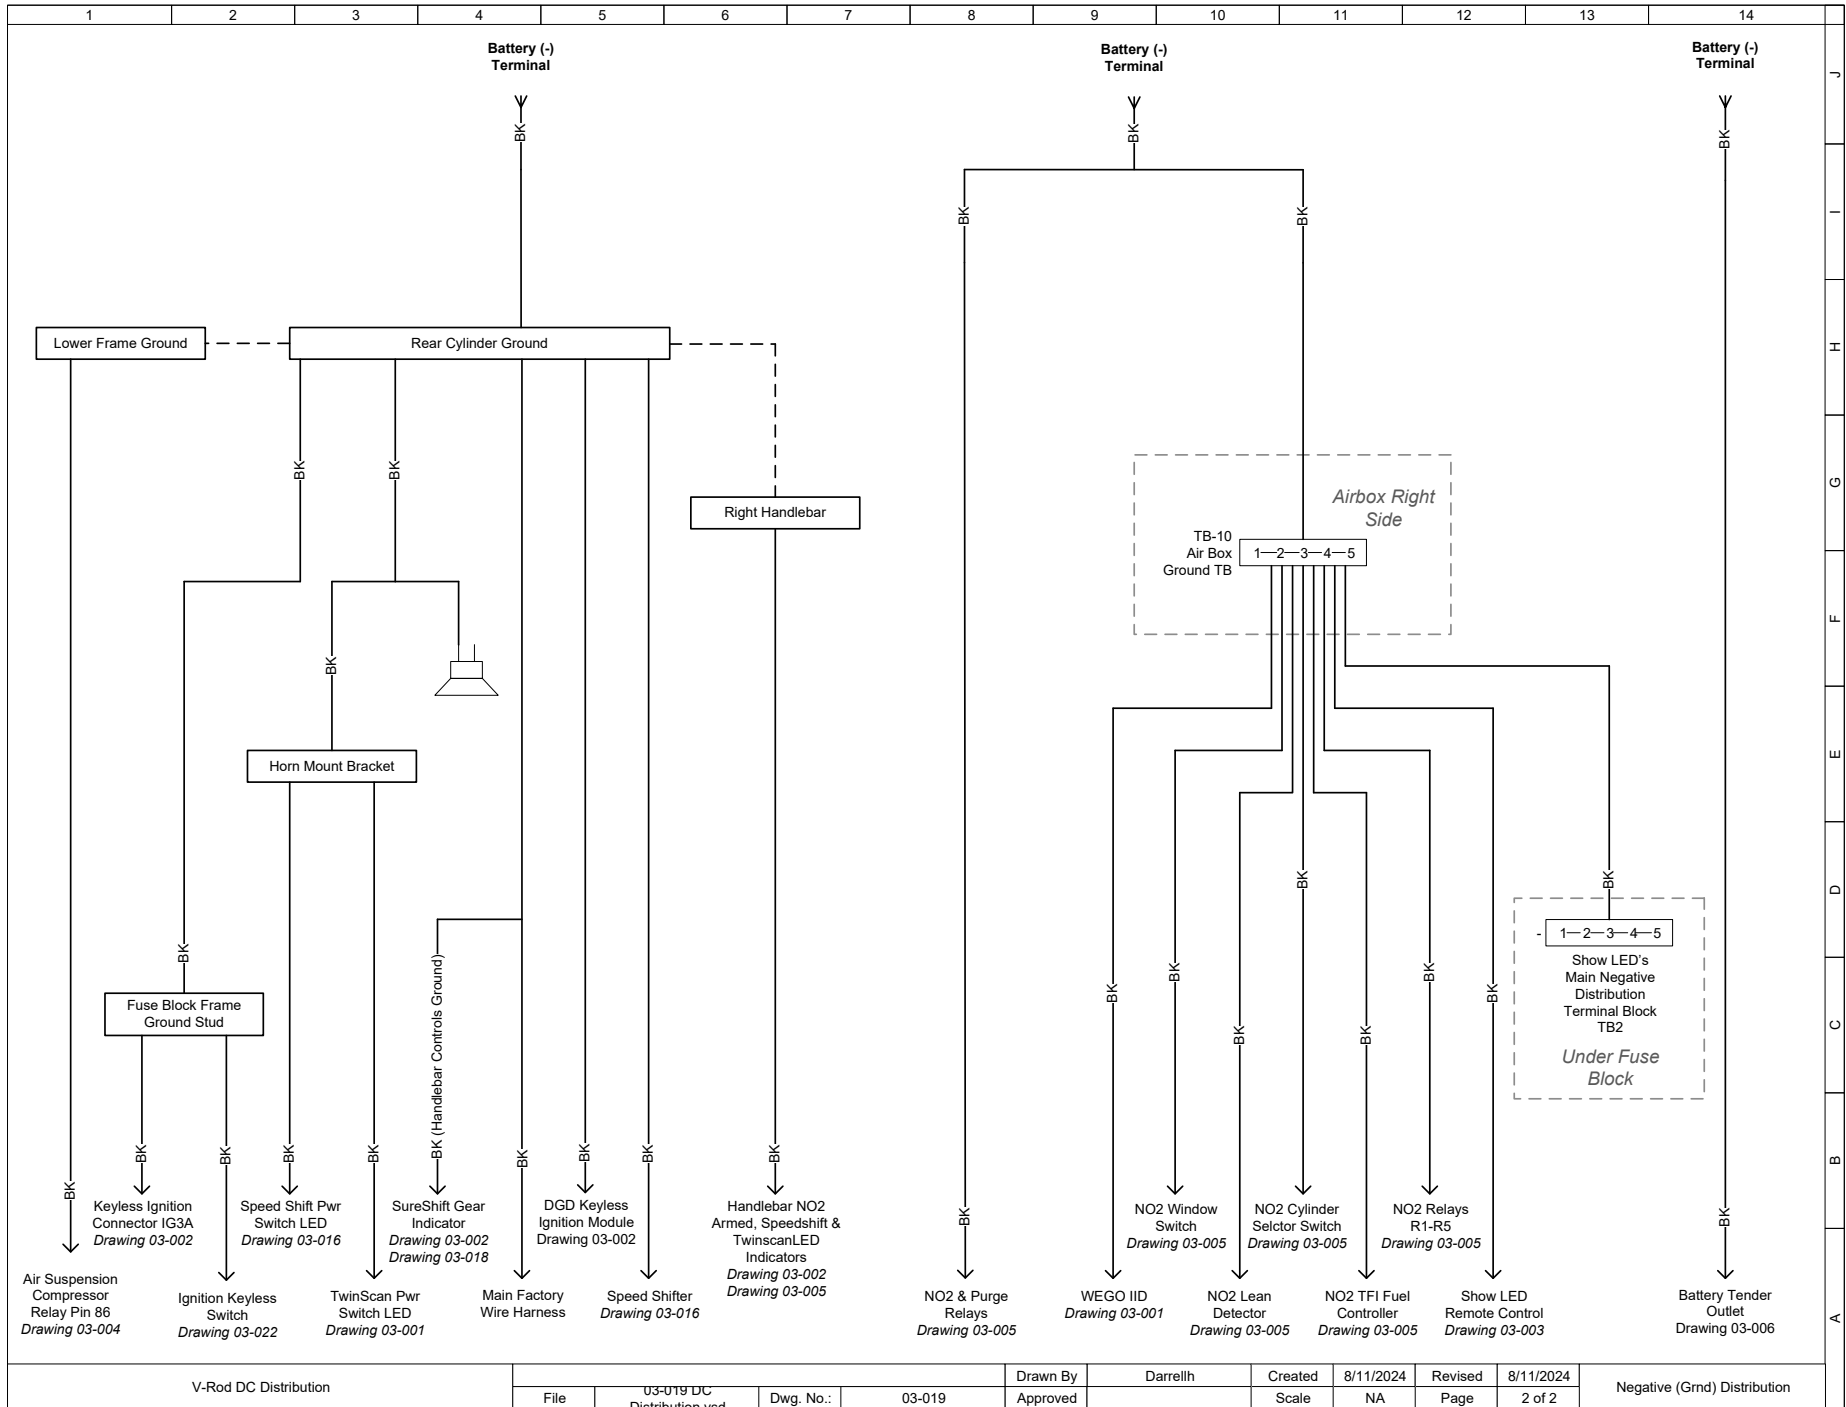 1 2 3 4 5 6 7 8 9 10 11 12 13 14
Battery (-)
Terminal
Battery (-)
Terminal
Battery (-)
Terminal
J
BK
BK
BK
I
BK
BK
H
Lower Frame Ground
Rear Cylinder Ground
G
BK
BK
Right Handlebar
Airbox Right
Side
TB-10
Air Box
Ground TB
1 2 3 4 5
F
BK
E
Horn Mount Bracket
D
BK
BK
BK
BK (Handlebar Controls Ground)
BK
BK
1 2 3 4 5
-
Show LED's
Main Negative
Distribution
Terminal Block
TB2
Under Fuse
Block
C
Fuse Block Frame
Ground Stud
BK
BK
BK
BK
B
BK
BK
BK
BK
BK
BK
BK
BK
BK
BK
BK
Keyless Ignition
Connector IG3A
Drawing 03-002
Speed Shift Pwr
Switch LED
Drawing 03-016
SureShift Gear
Indicator
Drawing 03-002
Drawing 03-018
DGD Keyless
Ignition Module
Drawing 03-002
Handlebar NO2
Armed, Speedshift &
TwinscanLED
Indicators
Drawing 03-002
Drawing 03-005
NO2 Window
Switch
Drawing 03-005
NO2 Cylinder
Selctor Switch
Drawing 03-005
NO2 Relays
R1-R5
Drawing 03-005
A
Air Suspension
Compressor
Relay Pin 86
Drawing 03-004
Ignition Keyless
Switch
Drawing 03-022
TwinScan Pwr
Switch LED
Drawing 03-001
Main Factory
Wire Harness
Speed Shifter
Drawing 03-016
NO2 & Purge
Relays
Drawing 03-005
WEGO IID
Drawing 03-001
NO2 Lean
Detector
Drawing 03-005
NO2 TFI Fuel
Controller
Drawing 03-005
Show LED
Remote Control
Drawing 03-003
Battery Tender
Outlet
Drawing 03-006
V-Rod DC Distribution
Drawn By Darrellh Created 8/11/2024 Revised 8/11/2024
Negative (Grnd) Distribution
File 03-019 DC
Distribution.vsd
Dwg. No.: 03-019 Approved Scale NA Page 2 of 2